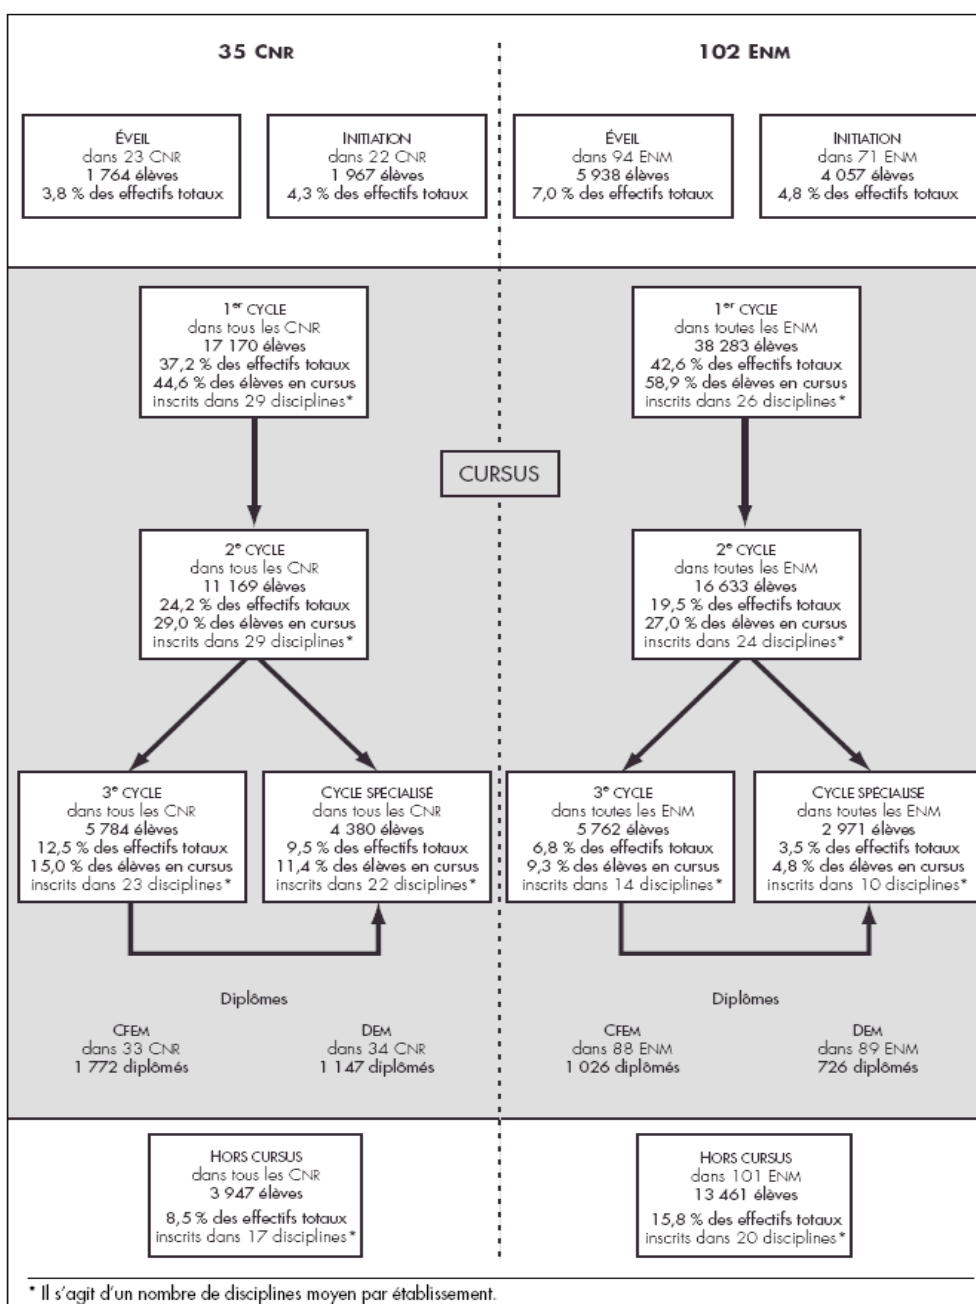 35 CNR
102 ENM
ÉVEIL
dans 23 CNR
1 764 élèves
3,8 % des effectifs totaux
INITIATION
dans 22 CNR
1 967 élèves
4,3 % des effectifs totaux
ÉVEIL
dans 94 ENM
5 938 élèves
7,0 % des effectifs totaux
INITIATION
dans 71 ENM
4 057 élèves
4,8 % des effectifs totaux
1er CYCLE
dans tous les CNR
17 170 élèves
37,2 % des effectifs totaux
44,6 % des élèves en cursus
inscrits dans 29 disciplines*
1er CYCLE
dans toutes les ENM
38 283 élèves
42,6 % des effectifs totaux
58,9 % des élèves en cursus
inscrits dans 26 disciplines*
CURSUS
2e CYCLE
dans tous les CNR
11 169 élèves
24,2 % des effectifs totaux
29,0 % des élèves en cursus
inscrits dans 29 disciplines*
2e CYCLE
dans toutes les ENM
16 633 élèves
19,5 % des effectifs totaux
27,0 % des élèves en cursus
inscrits dans 24 disciplines*
3e CYCLE
dans tous les CNR
5 784 élèves
12,5 % des effectifs totaux
15,0 % des élèves en cursus
inscrits dans 23 disciplines*
CYCLE SPÉCIALISÉ
dans tous les CNR
4 380 élèves
9,5 % des effectifs totaux
11,4 % des élèves en cursus
inscrits dans 22 disciplines*
3e CYCLE
dans toutes les ENM
5 762 élèves
6,8 % des effectifs totaux
9,3 % des élèves en cursus
inscrits dans 14 disciplines*
CYCLE SPÉCIALISÉ
dans toutes les ENM
2 971 élèves
3,5 % des effectifs totaux
4,8 % des élèves en cursus
inscrits dans 10 disciplines*
Diplômes
CFEM
dans 33 CNR
1 772 diplômés
DEM
dans 34 CNR
1 147 diplômés
Diplômes
CFEM
dans 88 ENM
1 026 diplômés
DEM
dans 89 ENM
726 diplômés
HORS CURSUS
dans tous les CNR
3 947 élèves
8,5 % des effectifs totaux
inscrits dans 17 disciplines*
HORS CURSUS
dans 101 ENM
13 461 élèves
15,8 % des effectifs totaux
inscrits dans 20 disciplines*
* Il s'agit d'un nombre de disciplines moyen par établissement.